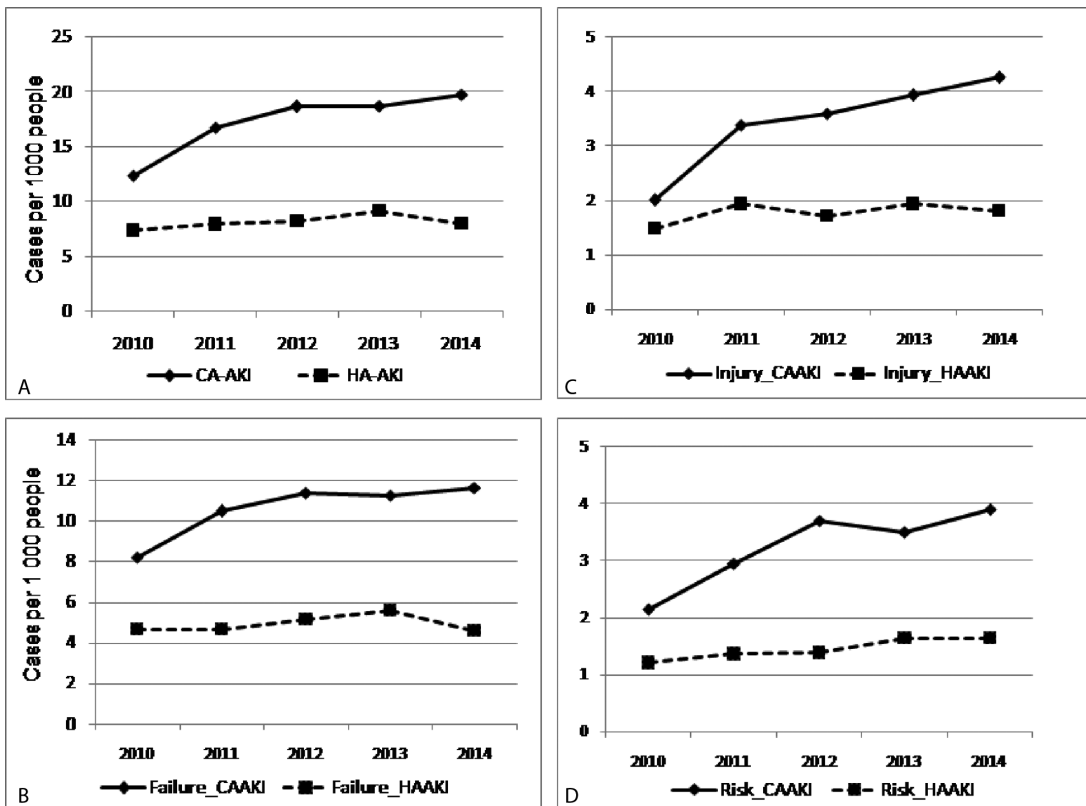 25
20
15
10
5
0
Cases per 1000 people
2010 2011 2012 2013 2014
CA-AKI HA-AKI
A
5
4
3
2
1
0
2010 2011 2012 2013 2014
Injury_CAAKI Injury_HAAKI
C
14
12
10
8
6
4
2
0
Cases per 1 000 people
2010 2011 2012 2013 2014
Failure_CAAKI Failure_HAAKI
B
5
4
3
2
1
0
2010 2011 2012 2013 2014
Risk_CAAKI Risk_HAAKI
D